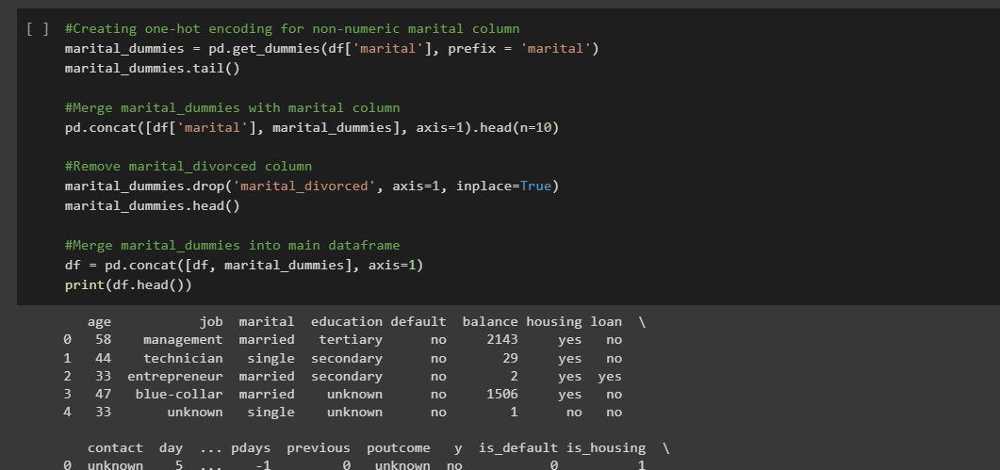 [ ] #Creating one-hot encoding for non-numeric marital column
marital_dummies = pd.get_dummies(df['marital'], prefix = 'marital')
marital_dummies.tail()
#Merge marital_dummies with marital column
pd.concat([df['marital'], marital_dummies], axis=1).head(n=10)
#Remove marital_divorced column
marital_dummies.drop('marital_divorced', axis=1, inplace=True)
marital_dummies.head()
#Merge marital_dummies into main dataframe
df = pd.concat([df, marital_dummies], axis=1)
print(df.head())
age job marital education default balance housing loan \
0 58 management married tertiary no 2143 yes no
1 44 technician single secondary no 29 yes no
2 33 entrepreneur married secondary no 2 yes yes
3 47 blue-collar married unknown no 1506 yes no
4 33 unknown single unknown no 1 no no
contact day ... pdays previous poutcome y is_default is_housing \
0 unknown 5 ... -1 0 unknown no 0 1